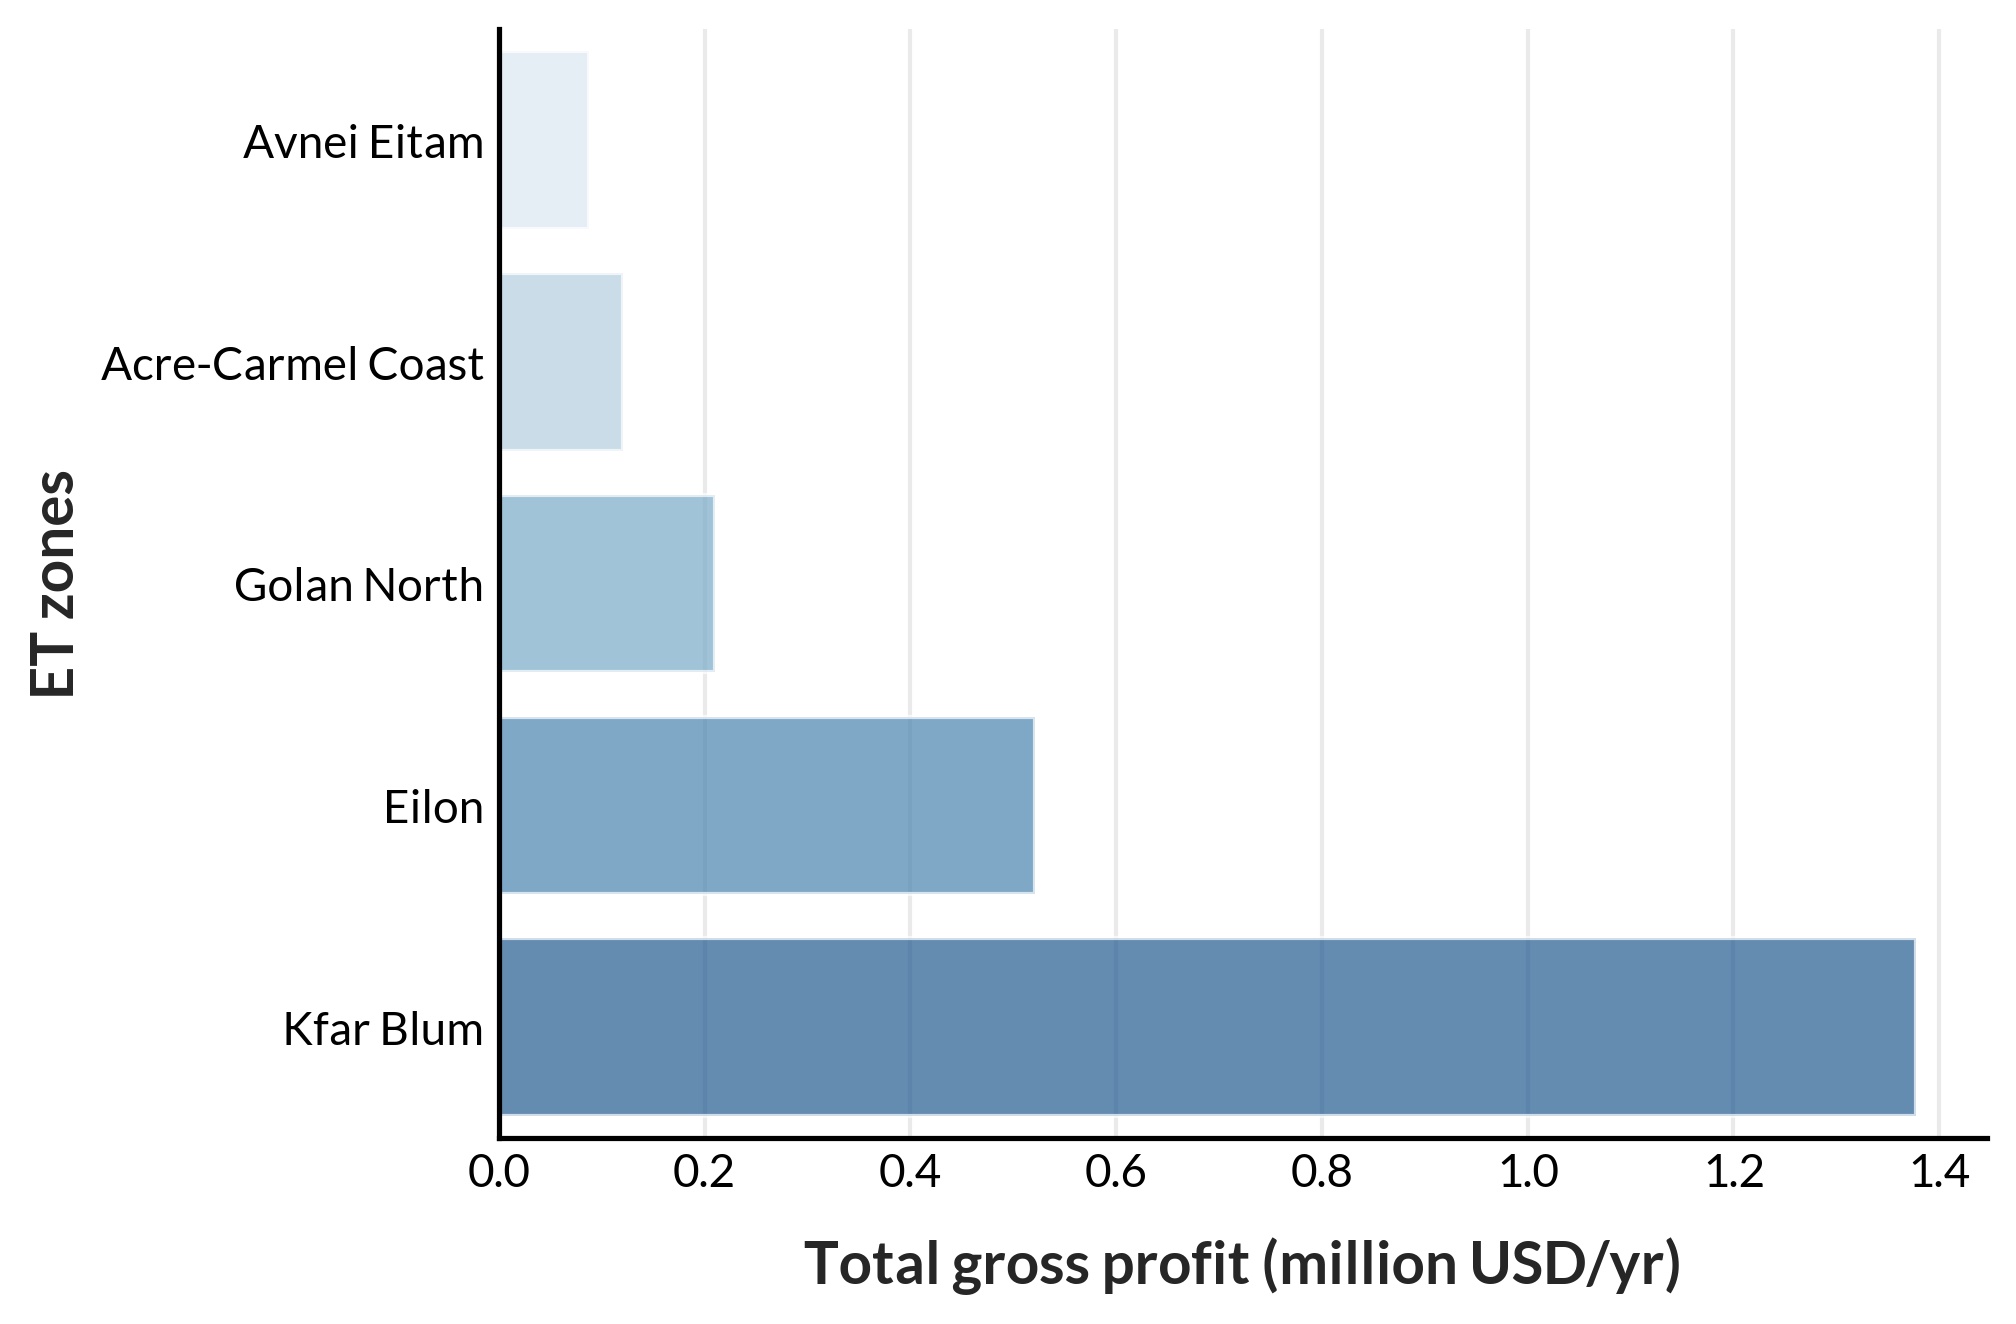 Avnei Eitam
Acre-Carmel Coast
Golan North
Eilon
Kfar Blum
ET zones
0.0 0.2 0.4 0.6 0.8 1.0 1.2 1.4
Total gross profit (million USD/yr)